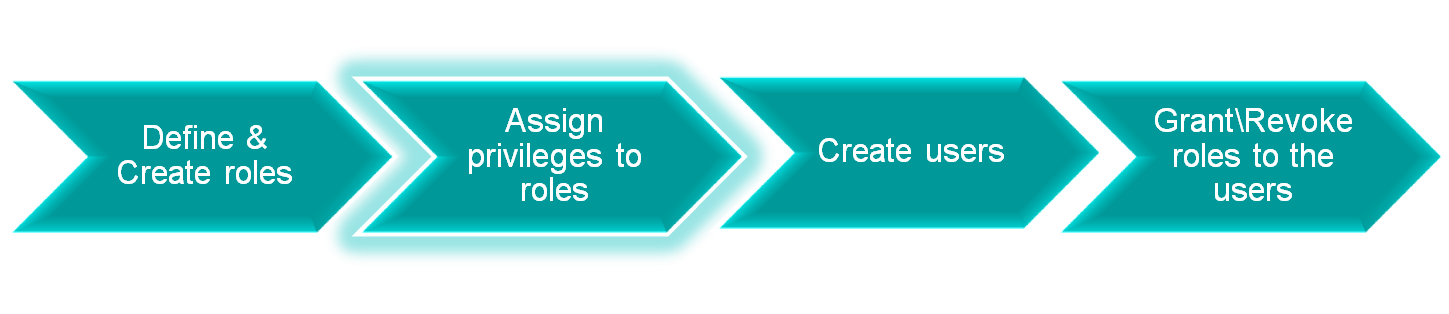 Define &
Create roles
Assign
privileges to
roles
Create users
Grant\Revoke
roles to the
users